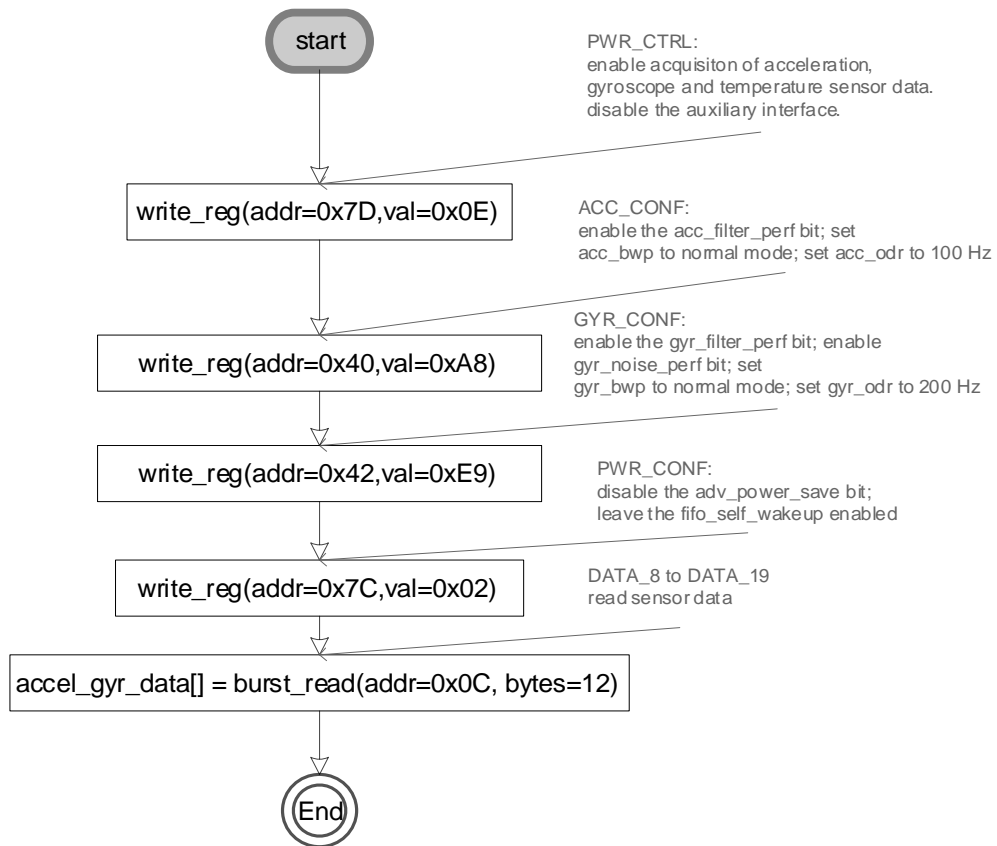 start
PWR_CTRL:
enable acquisiton of acceleration,
gyroscope and temperature sensor data.
disable the auxiliary interface.
write_reg(addr=0x7D,val=0x0E)
ACC_CONF:
enable the acc_filter_perf bit; set
acc_bwp to normal mode; set acc_odr to 100 Hz
write_reg(addr=0x40,val=0xA8)
GYR_CONF:
enable the gyr_filter_perf bit; enable
gyr_noise_perf bit; set
gyr_bwp to normal mode; set gyr_odr to 200 Hz
write_reg(addr=0x42,val=0xE9)
PWR_CONF:
disable the adv_power_save bit;
leave the fifo_self_wakeup enabled
write_reg(addr=0x7C,val=0x02)
DATA_8 to DATA_19
read sensor data
accel_gyr_data[] = burst_read(addr=0x0C, bytes=12)
End